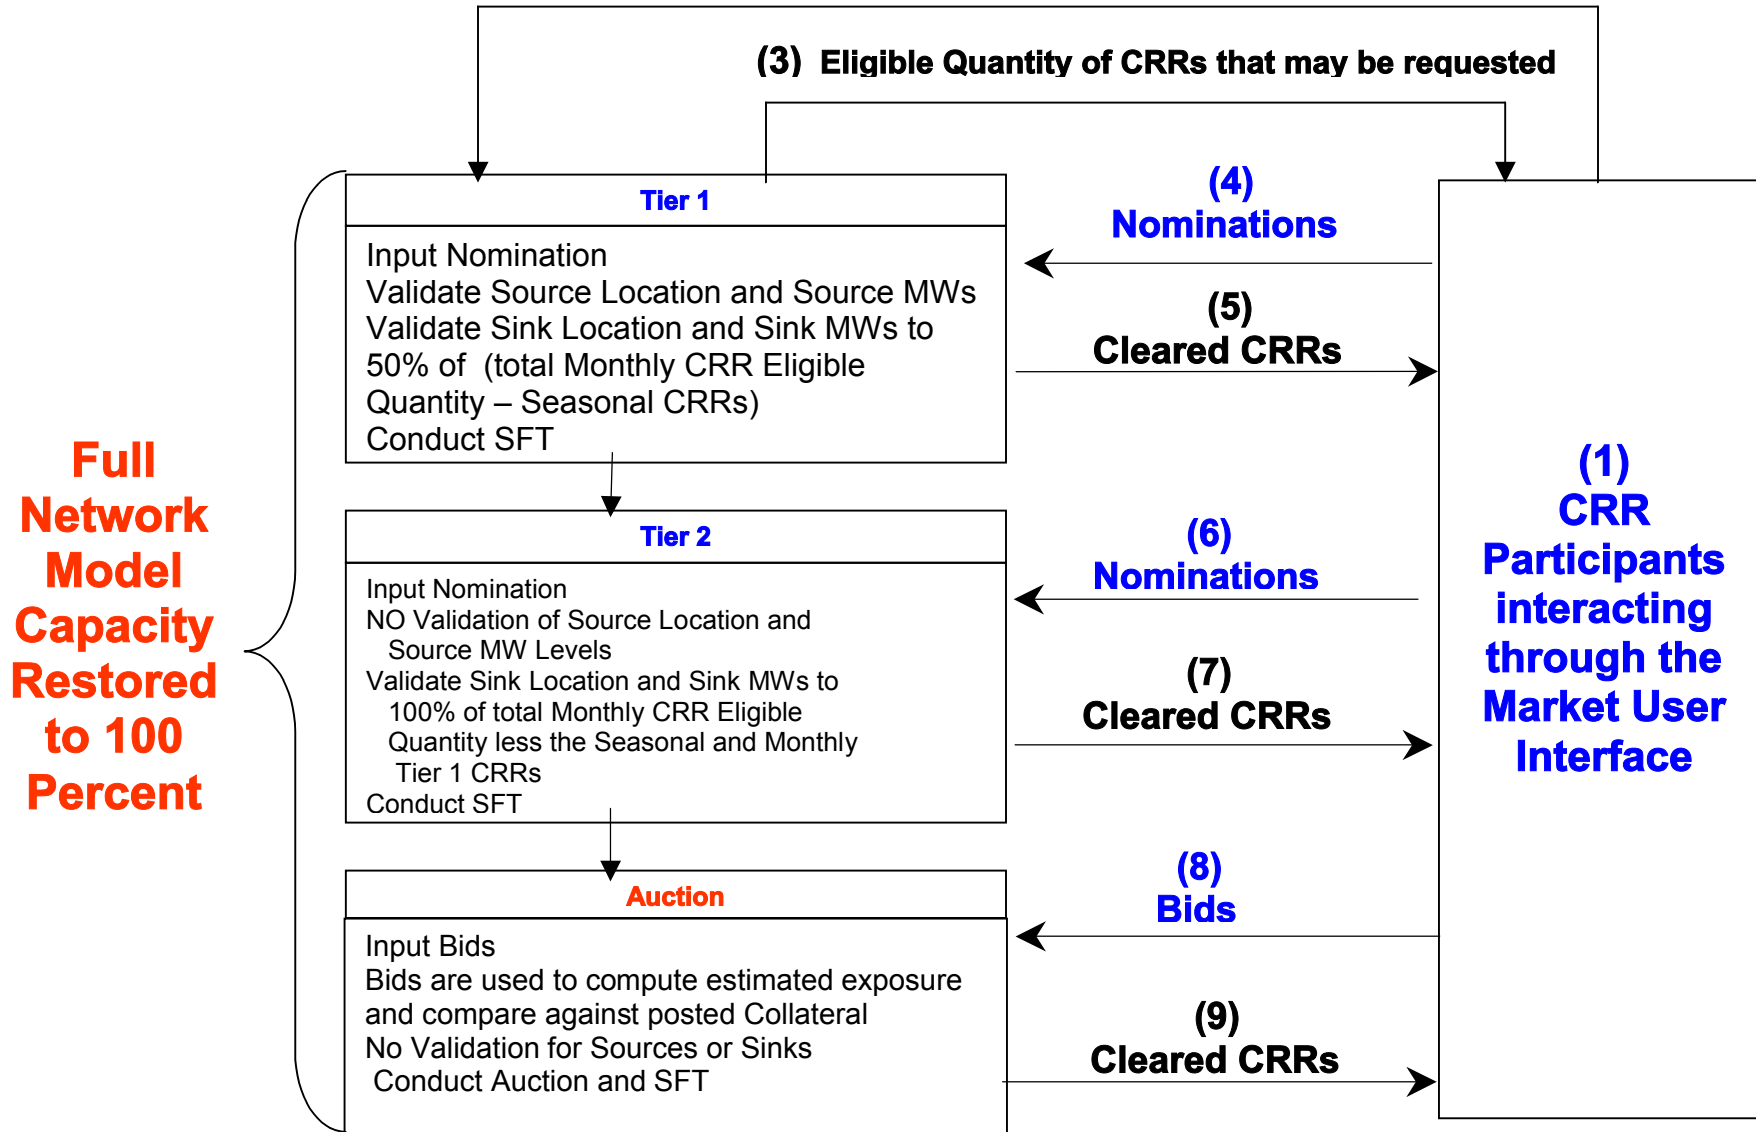 (3) Eligible Quantity of CRRs that may be requested
Full
Network
Model
Capacity
Restored
to 100
Percent
Tier 1
Input Nomination
Validate Source Location and Source MWs
Validate Sink Location and Sink MWs to
50% of (total Monthly CRR Eligible
Quantity – Seasonal CRRs)
Conduct SFT
(4)
Nominations
(5)
Cleared CRRs
Tier 2
Input Nomination
NO Validation of Source Location and
Source MW Levels
Validate Sink Location and Sink MWs to
100% of total Monthly CRR Eligible
Quantity less the Seasonal and Monthly
Tier 1 CRRs
Conduct SFT
(6)
Nominations
(7)
Cleared CRRs
Auction
Input Bids
Bids are used to compute estimated exposure
and compare against posted Collateral
No Validation for Sources or Sinks
Conduct Auction and SFT
(8)
Bids
(9)
Cleared CRRs
(1)
CRR
Participants
interacting
through the
Market User
Interface